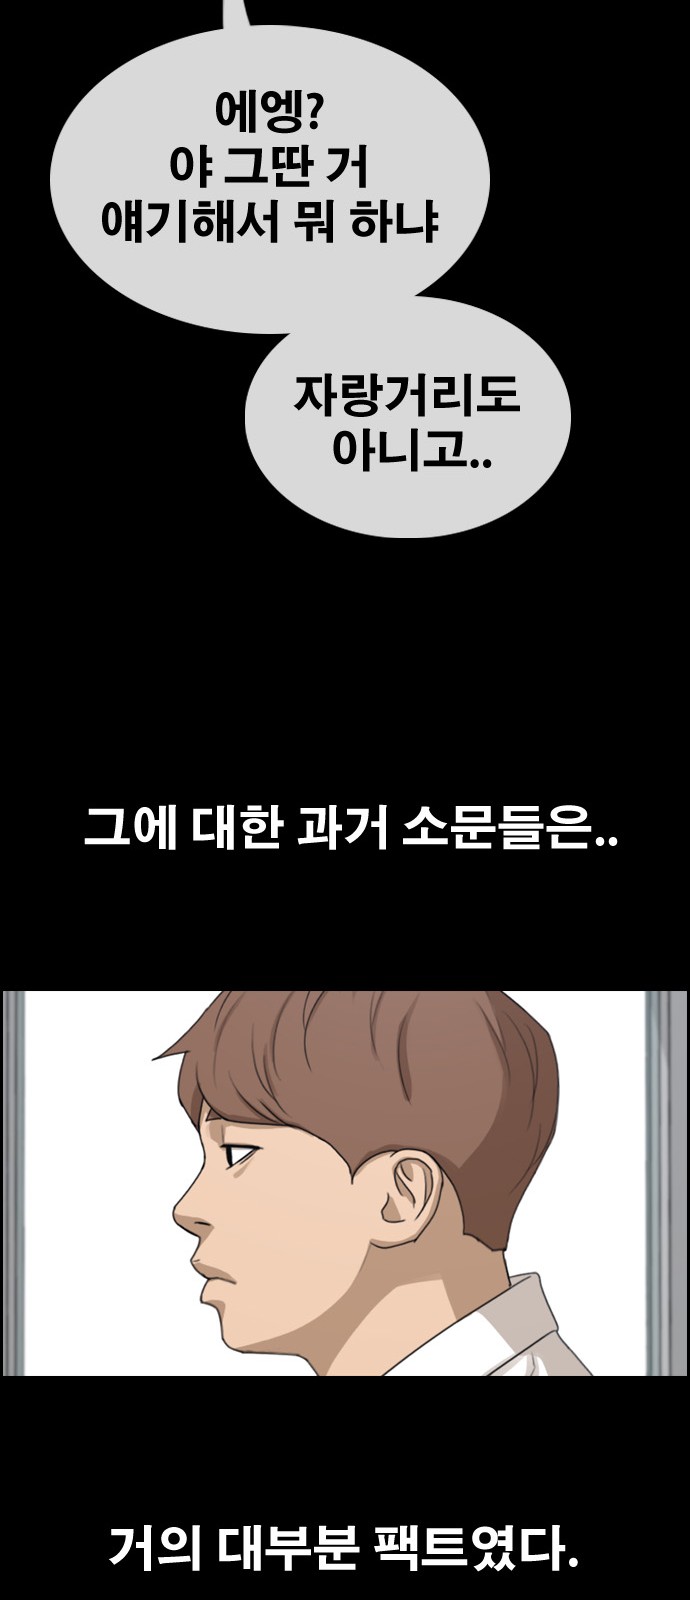 에엥?
야 그딴 거
얘기해서 뭐 하냐
자랑거리도
아니고..
그에 대한 과거 소문들은..
거의 대부분 팩트였다.